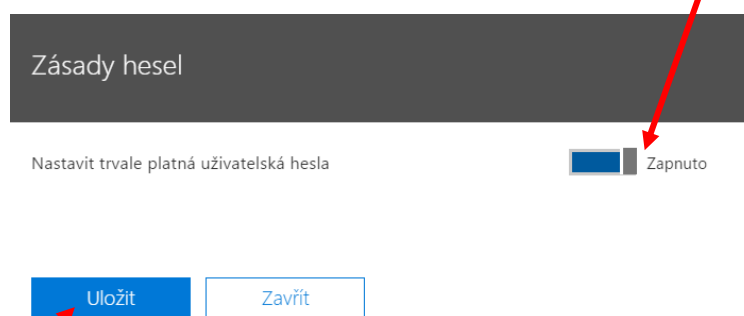 Zásady hesel
Nastavit trvale platná uživatelská hesla
Zapnuto
Uložit
Zavřít